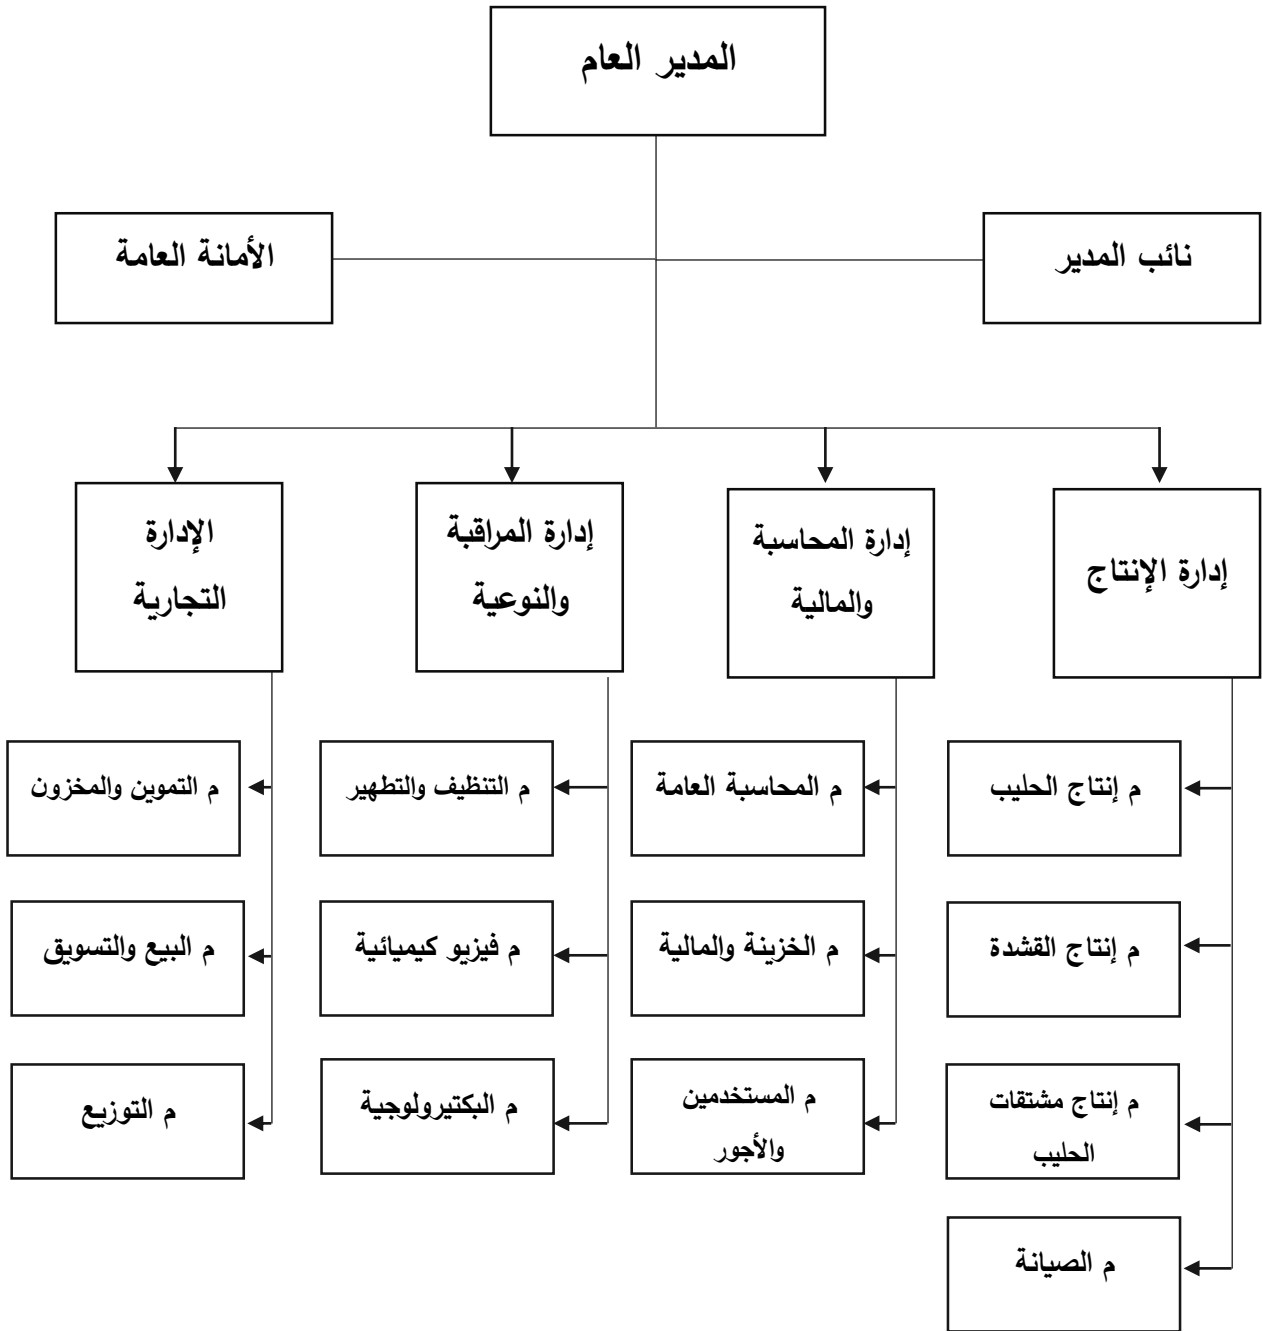 المدير العام
نائب المدير
الأمانة العامة
إدارة الإنتاج
إدارة المحاسبة
والمالية
إدارة المراقبة
والنوعية
الإدارة
التجارية
م إنتاج الحليب
م المحاسبة العامة
م التنظيف والتطهير
م التموين والمخزون
م إنتاج القشدة
م الخزينة والمالية
م فيزيو كيميائية
م البيع والتسويق
م إنتاج مشتقات
الحليب
م المستخدمين
والأجور
م البكتيرولوجية
م التوزيع
م الصيانة